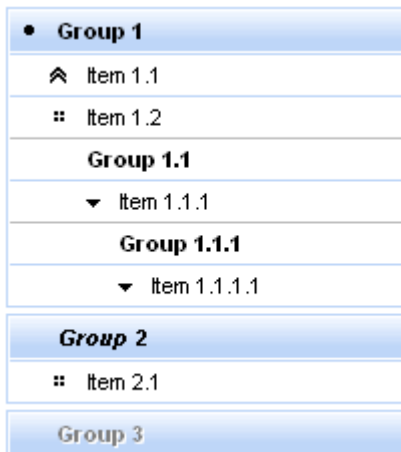 Group 1
Item 1.1
Item 1.2
Group 1.1
Item 1.1.1
Group 1.1.1
Item 1.1.1.1
Group 2
Item 2.1
Group 3